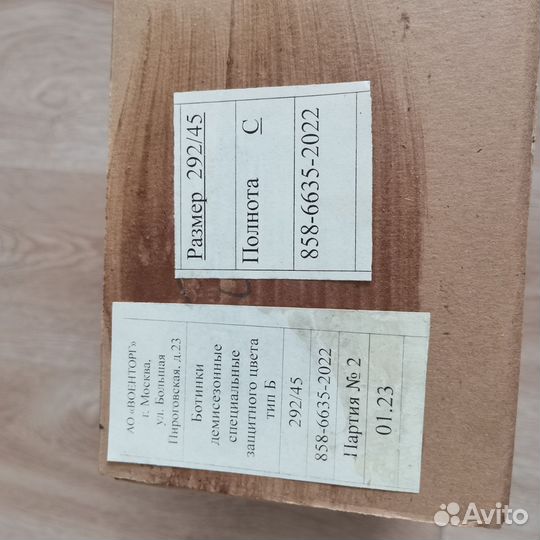 Размер 292/45
Полнота С
858-6635-2022
АО «ВОЕНТОРГ»
г. Москва,
ул. Большая
Пироговская, д.23
Ботинки
демисезонные
специальные
защитного цвета
тип Б
292/45
858-6635-2022
Партия № 2
01.23
Avito